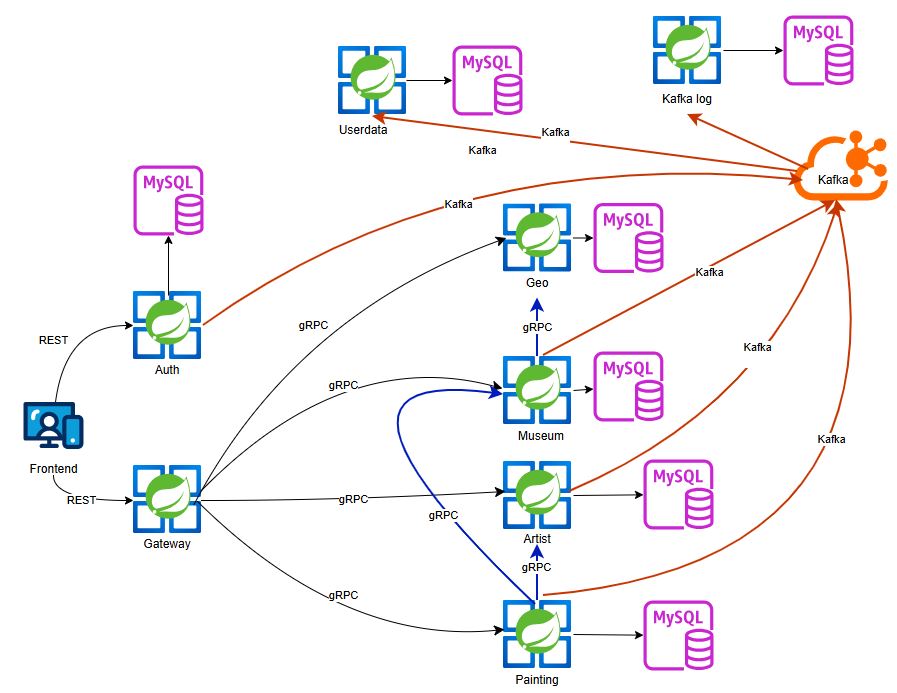 MySQL
MySQL
Kafka log
Userdata
Kafka
Kafka
MySQL
Kafka
Kafka
MySQL
Geo
Kafka
gRPC
gRPC
REST
Auth
Kafka
MySQL
gRPC
Museum
Kafka
Frontend
MySQL
REST
gRPC
gRPC
Gateway
Artist
gRPC
gRPC
MySQL
Painting